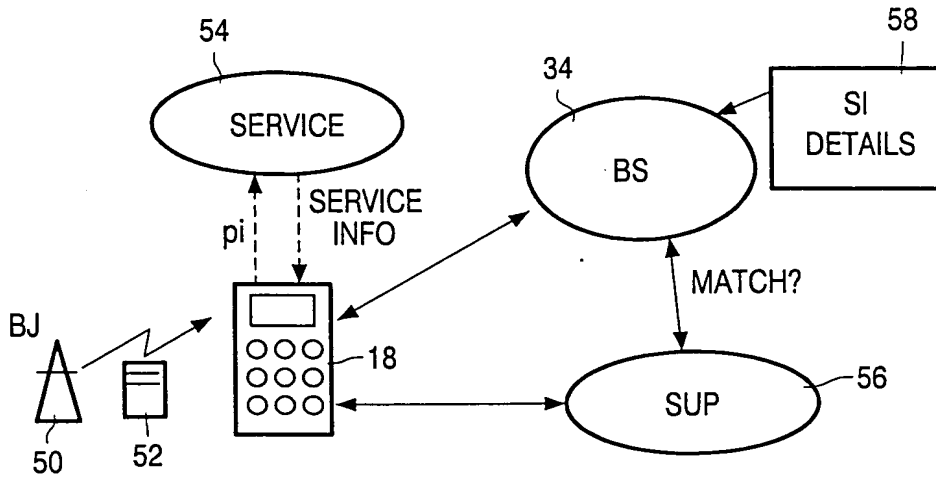 54
SERVICE
pi
SERVICE
INFO
34
BS
58
SI
DETAILS
MATCH?
BJ
50
52
18
SUP
56